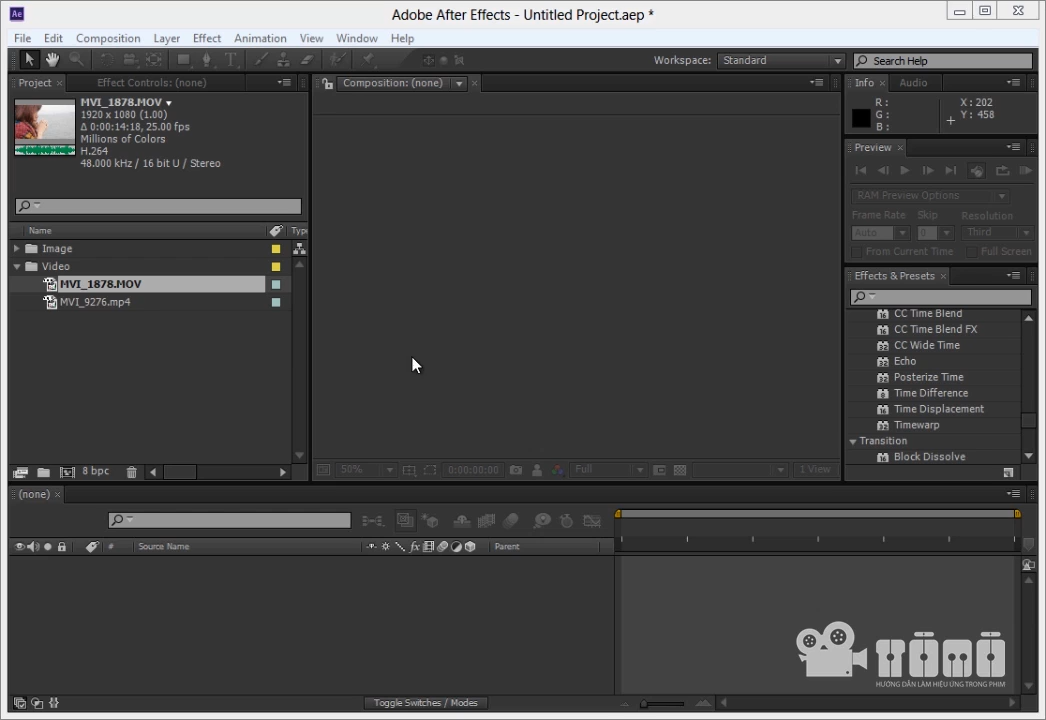 Ae
Adobe After Effects - Untitled Project.aep *
File Edit Composition Layer Effect Animation View Window Help
Workspace: Standard Search Help
Project Effect Controls: (none) Composition: (none) Info Audio
MVI_1878.MOV
1920 x 1080 (1.00)
Δ 0:00:14:18, 25.00 fps
Millions of Colors
H.264
48.000 kHz / 16 bit U / Stereo
R :
G :
B :
X : 202
Y : 458
Preview
RAM Preview Options
Frame Rate Skip Resolution
Auto 0 Third
From Current Time Full Screen
Name Type
Image
Video
MVI_1878.MOV
MVI_9276.mp4
Effects & Presets
CC Time Blend
CC Time Blend FX
CC Wide Time
Echo
Posterize Time
Time Difference
Time Displacement
Timewarp
Transition
Block Dissolve
8 bpc
50% 0:00:00:00 Full 1 View
(none)
# Source Name fx Parent
Toggle Switches / Modes
HƯỚNG DẪN LÀM HIỆU ỨNG TRONG PHIM